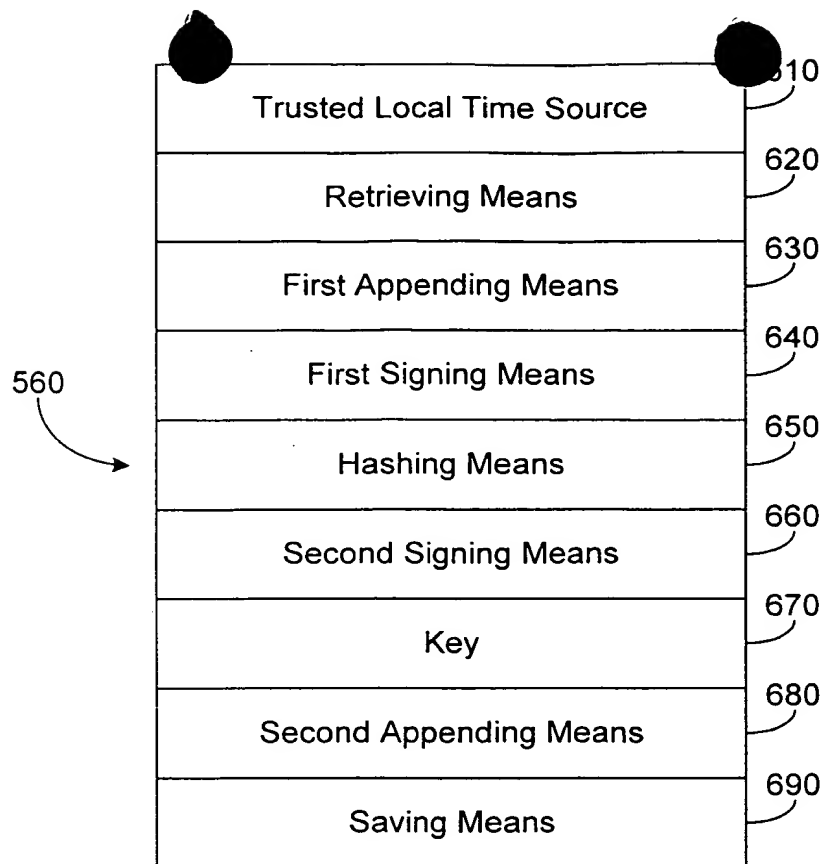 Trusted Local Time Source
620
Retrieving Means
630
First Appending Means
640
First Signing Means
560
650
Hashing Means
660
Second Signing Means
670
Key
680
Second Appending Means
690
Saving Means